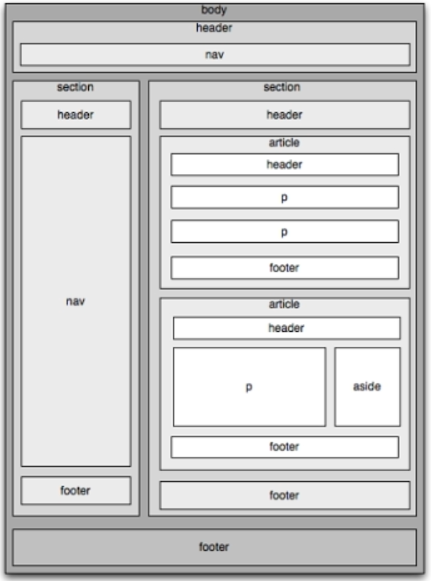 body
header
nav
section
header
nav
footer
section
header
article
header
p
p
footer
article
header
p
aside
footer
footer
footer